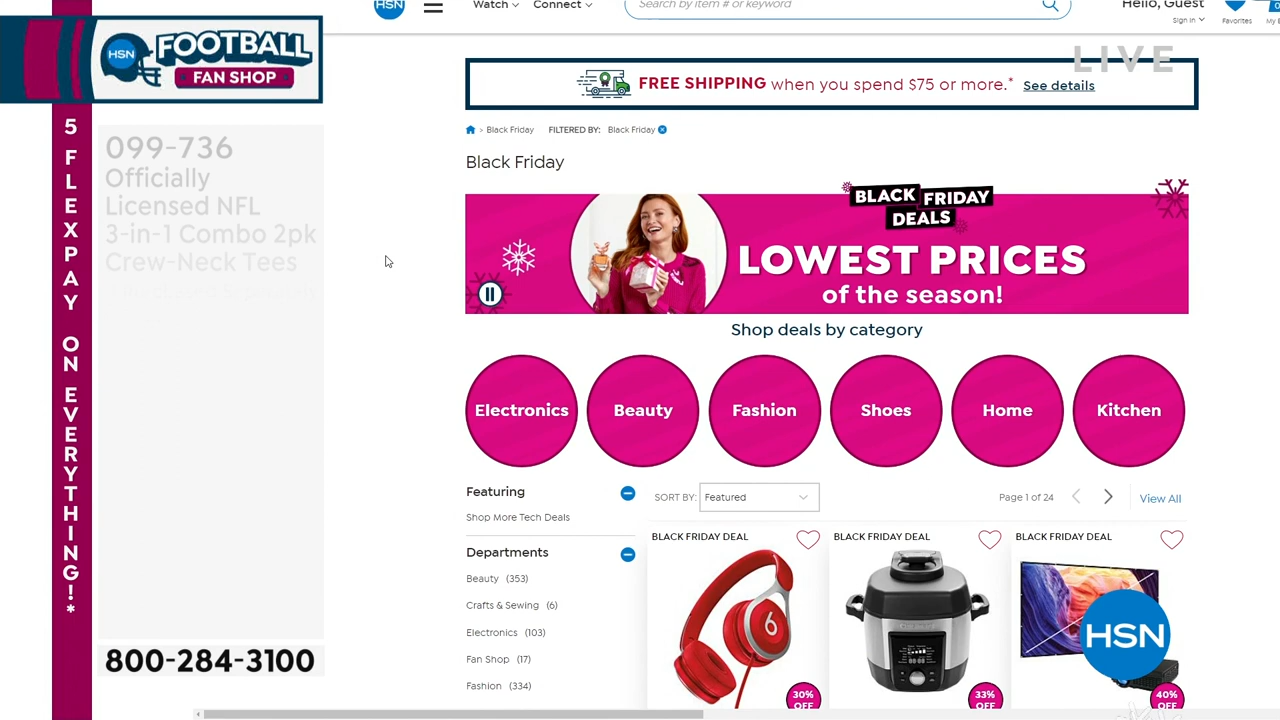 HSN
Watch
Connect
Search by item # or keyword
Hello, Guest
Sign In
Favorites
HSN
FOOTBALL
FAN SHOP
LIVE
FREE SHIPPING when you spend $75 or more.* See details
5 FLEXPAY ON EVERYTHING!*
099-736
Officially
Licensed NFL
3-in-1 Combo 2pk
Crew-Neck Tees
800-284-3100
> Black Friday FILTERED BY: Black Friday
Black Friday
BLACK FRIDAY
DEALS
LOWEST PRICES
of the season!
Shop deals by category
Electronics
Beauty
Fashion
Shoes
Home
Kitchen
Featuring
Shop More Tech Deals
Departments
Beauty (353)
Crafts & Sewing (6)
Electronics (103)
Fan Shop (17)
Fashion (334)
SORT BY: Featured
Page 1 of 24
View All
BLACK FRIDAY DEAL
30%
OFF
BLACK FRIDAY DEAL
33%
OFF
BLACK FRIDAY DEAL
40%
OFF
HSN